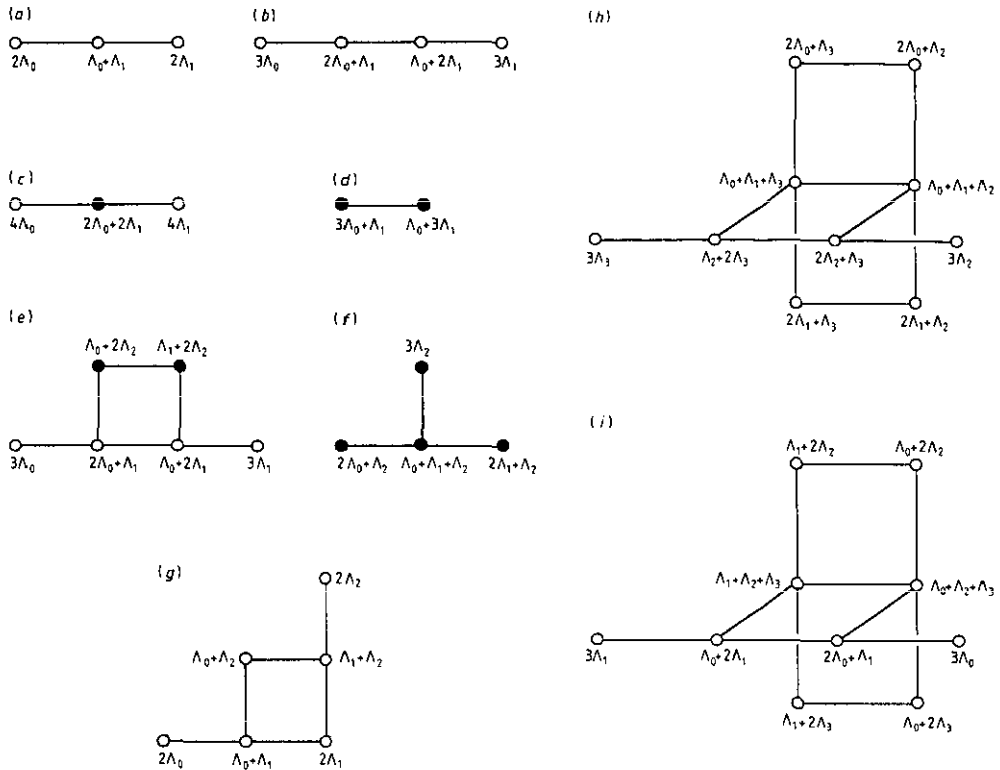 (a)
2Λ₀ Λ₀+Λ₁ 2Λ₁
(b)
3Λ₀ 2Λ₀+Λ₁ Λ₀+2Λ₁ 3Λ₁
(c)
4Λ₀ 2Λ₀+2Λ₁ 4Λ₁
(d)
3Λ₀+Λ₁ Λ₀+3Λ₁
(e)
Λ₀+2Λ₂ Λ₁+2Λ₂
3Λ₀ 2Λ₀+Λ₁ Λ₀+2Λ₁ 3Λ₁
(f)
3Λ₂
2Λ₀+Λ₂ Λ₀+Λ₁+Λ₂ 2Λ₁+Λ₂
(g)
2Λ₂
Λ₀+Λ₂ Λ₁+Λ₂
2Λ₀ Λ₀+Λ₁ 2Λ₁
(h)
2Λ₀+Λ₃ 2Λ₀+Λ₂
Λ₀+Λ₁+Λ₃ Λ₀+Λ₁+Λ₂
3Λ₃ Λ₂+2Λ₃ 2Λ₂+Λ₃ 3Λ₂
2Λ₁+Λ₃ 2Λ₁+Λ₂
(i)
Λ₁+2Λ₂ Λ₀+2Λ₂
Λ₁+Λ₂+Λ₃ Λ₀+Λ₂+Λ₃
3Λ₁ Λ₀+2Λ₁ 2Λ₀+Λ₁ 3Λ₀
Λ₁+2Λ₃ Λ₀+2Λ₃